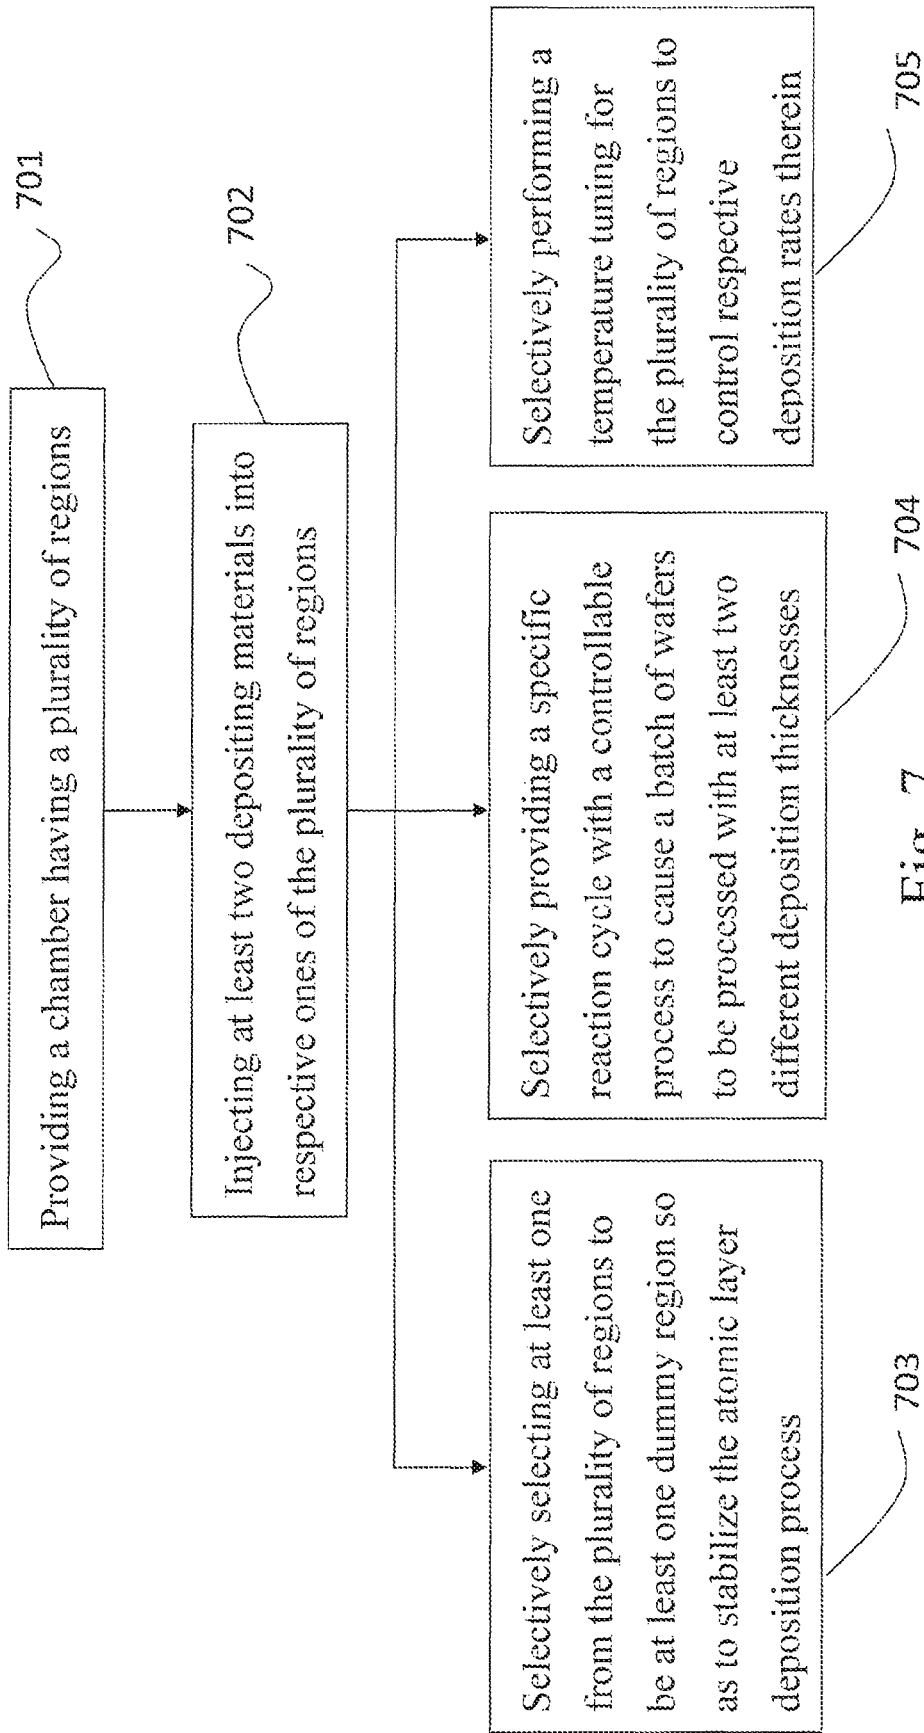 Providing a chamber having a plurality of regions
701
Injecting at least two depositing materials into
respective ones of the plurality of regions
702
Selectively selecting at least one
from the plurality of regions to
be at least one dummy region so
as to stabilize the atomic layer
deposition process
703
Selectively providing a specific
reaction cycle with a controllable
process to cause a batch of wafers
to be processed with at least two
different deposition thicknesses
704
Selectively performing a
temperature tuning for
the plurality of regions to
control respective
deposition rates therein
705
Fig. 7